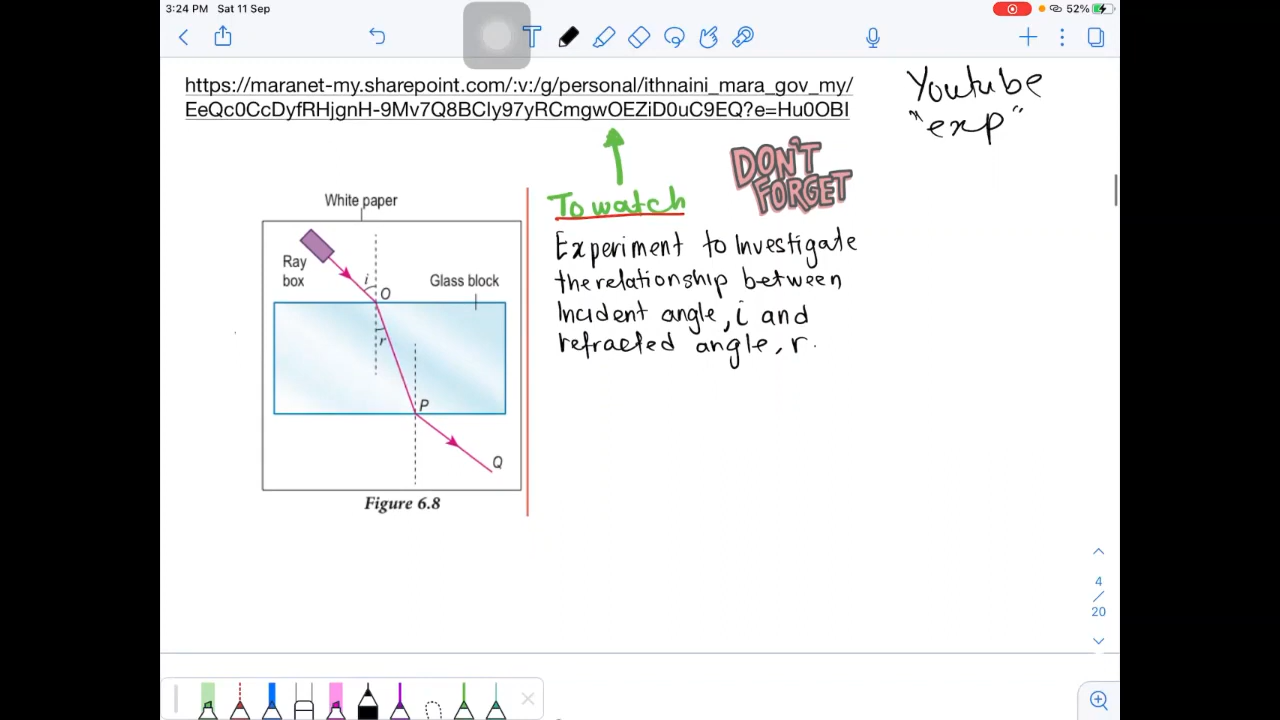 3:24 PM Sat 11 Sep
52%
T
https://maranet-my.sharepoint.com/:v:/g/personal/ithnaini_mara_gov_my/
EeQc0CcDyfRHjgnH-9Mv7Q8BCIy97yRCmgwOEZiD0uC9EQ?e=Hu0OBI
Youtube
"exp"
DON'T
FORGET
To watch
Experiment to Investigate
the relationship between
Incident angle, i and
refracted angle, r.
White paper
Ray
box
i
O
Glass block
r
P
Q
Figure 6.8
4
/
20